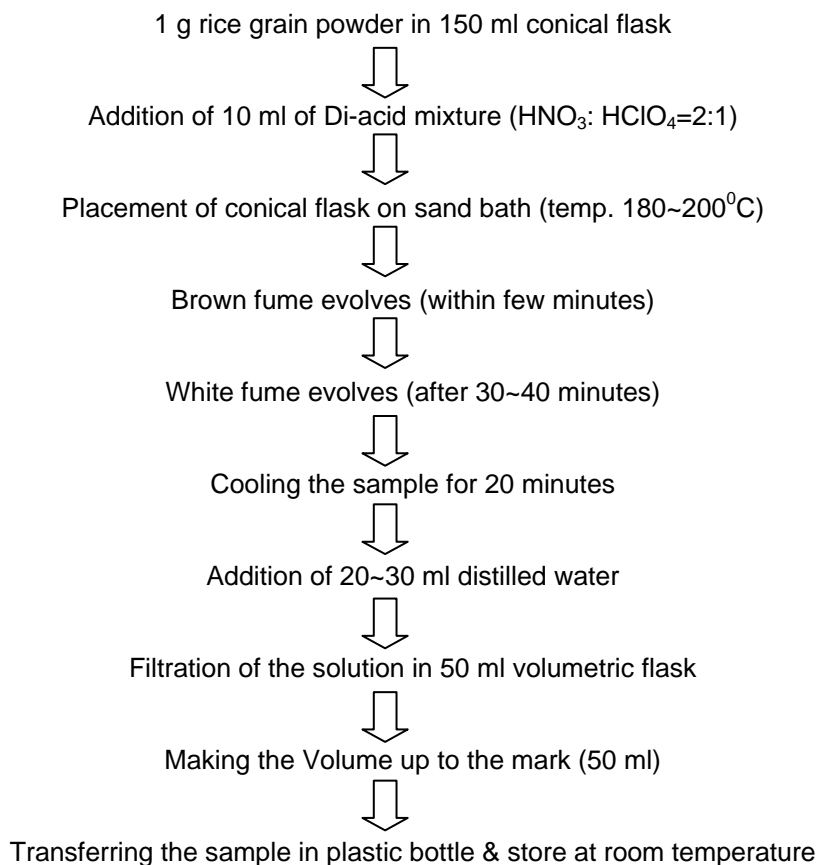 1 g rice grain powder in 150 ml conical flask
Addition of 10 ml of Di-acid mixture (HNO₃: HClO₄=2:1)
Placement of conical flask on sand bath (temp. 180~200⁰C)
Brown fume evolves (within few minutes)
White fume evolves (after 30~40 minutes)
Cooling the sample for 20 minutes
Addition of 20~30 ml distilled water
Filtration of the solution in 50 ml volumetric flask
Making the Volume up to the mark (50 ml)
Transferring the sample in plastic bottle & store at room temperature